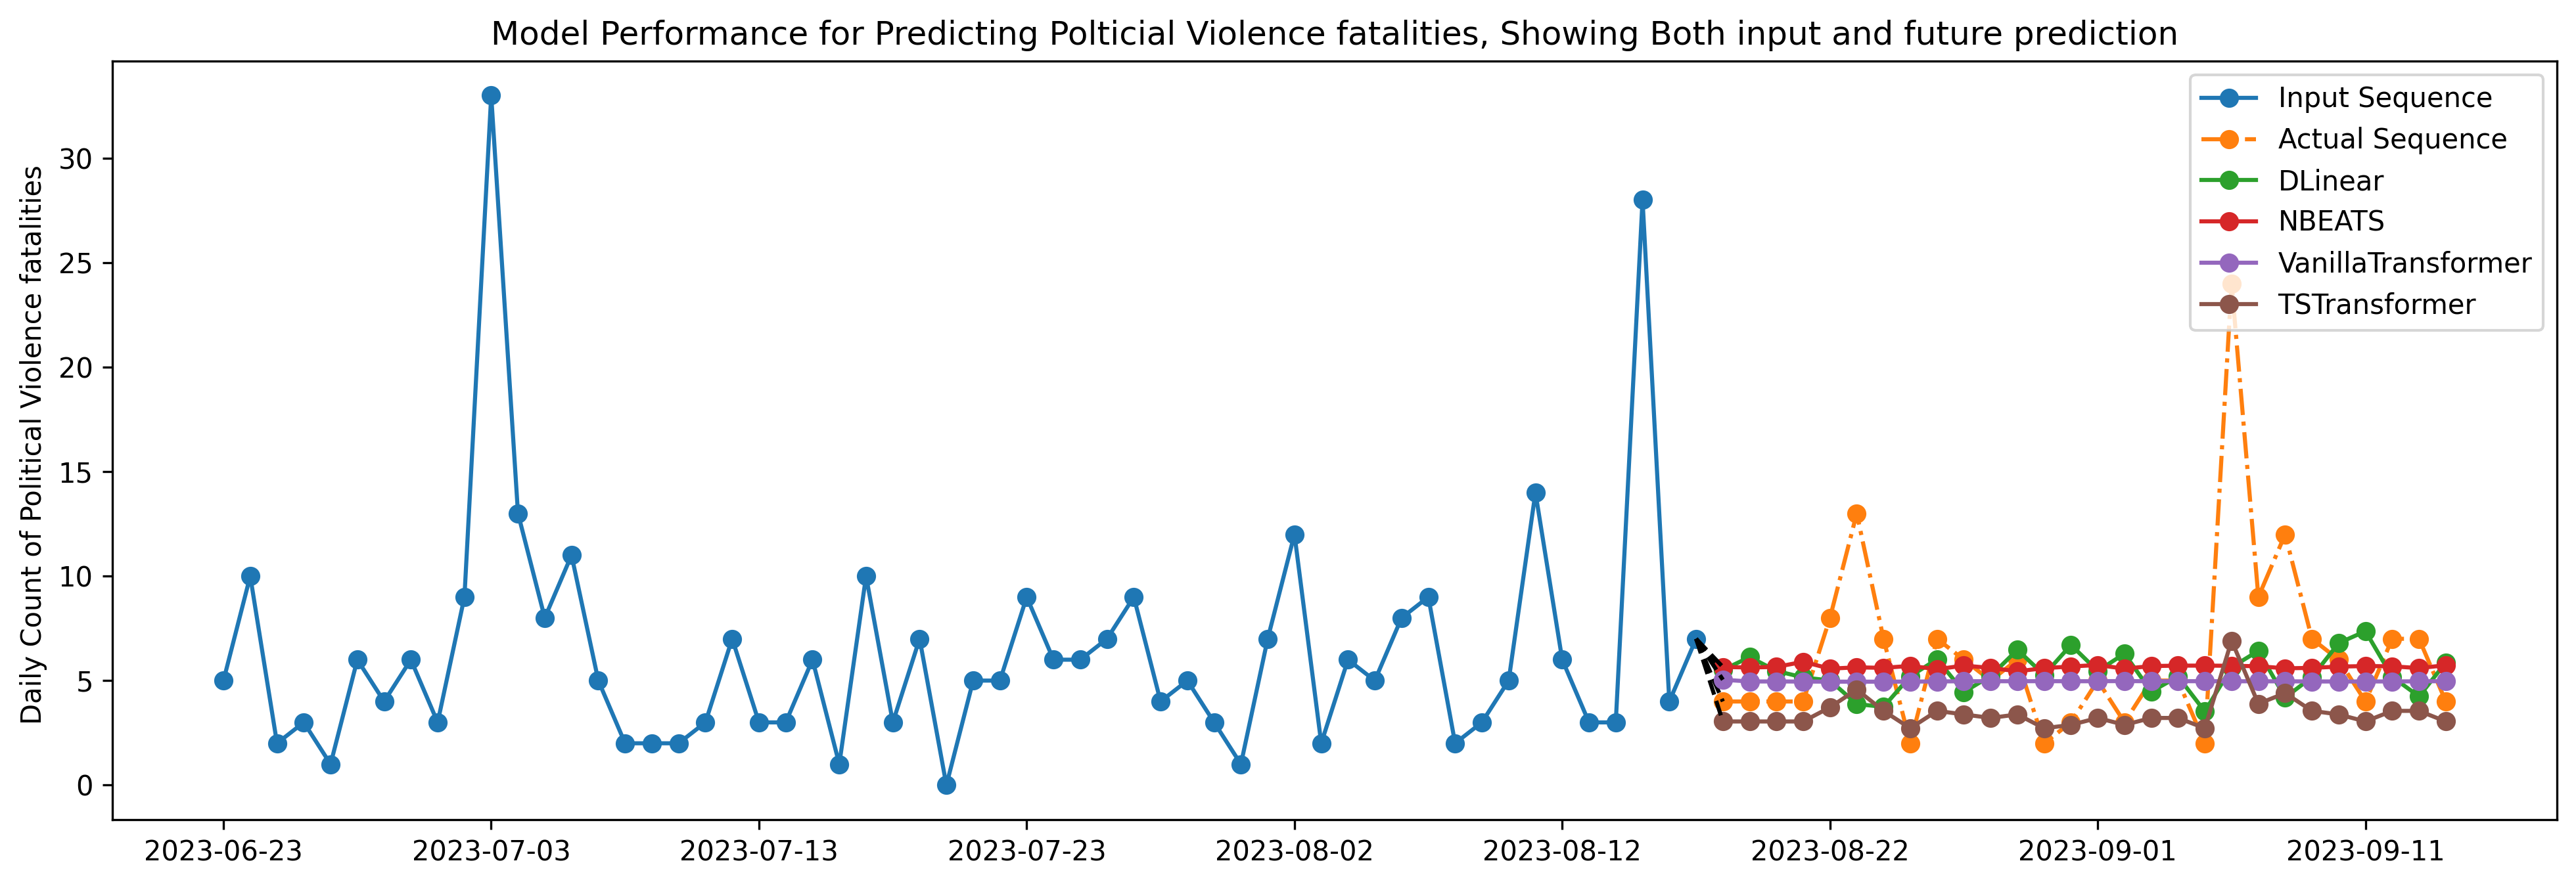 Model Performance for Predicting Polticial Violence fatalities, Showing Both input and future prediction
Daily Count of Political Violence fatalities
30
25
20
15
10
5
0
Input Sequence
Actual Sequence
DLinear
NBEATS
VanillaTransformer
TSTransformer
2023-06-23
2023-07-03
2023-07-13
2023-07-23
2023-08-02
2023-08-12
2023-08-22
2023-09-01
2023-09-11